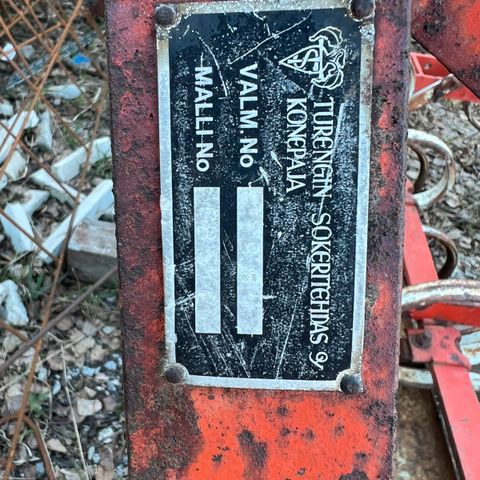 TURENGIN SOKERITEHDAS Oy
KONEPAJA
VALM. No
MALLI No